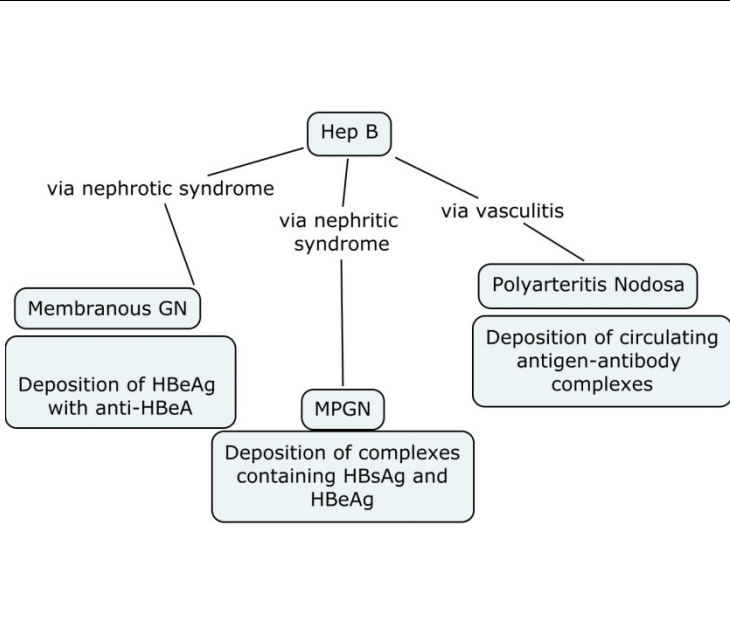 Hep B
via nephrotic syndrome
via nephritic
syndrome
via vasculitis
Membranous GN
Deposition of HBeAg
with anti-HBeA
MPGN
Deposition of complexes
containing HBsAg and
HBeAg
Polyarteritis Nodosa
Deposition of circulating
antigen-antibody
complexes